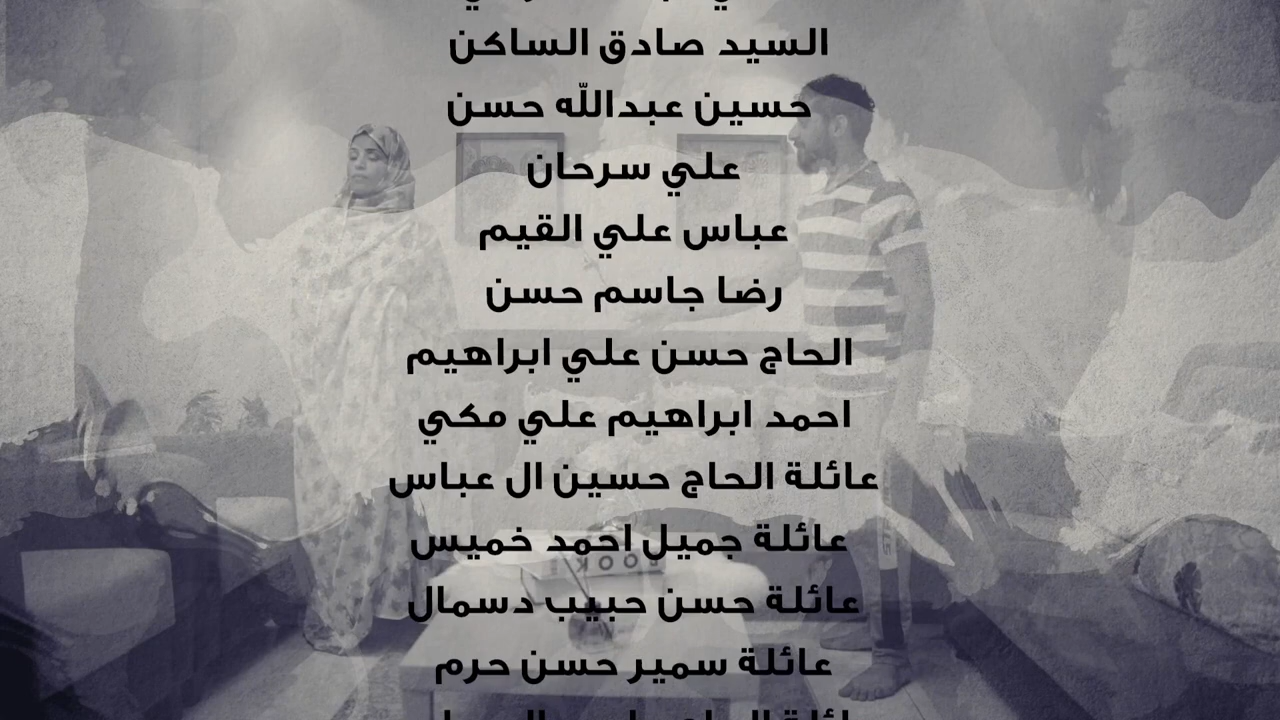 السيد صادق الساكن
حسين عبدالله حسن
علي سرحان
عباس علي القيم
رضا جاسم حسن
الحاج حسن علي ابراهيم
احمد ابراهيم علي مكي
عائلة الحاج حسين ال عباس
عائلة جميل احمد خميس
عائلة حسن حبيب دسمال
عائلة سمير حسن حرم